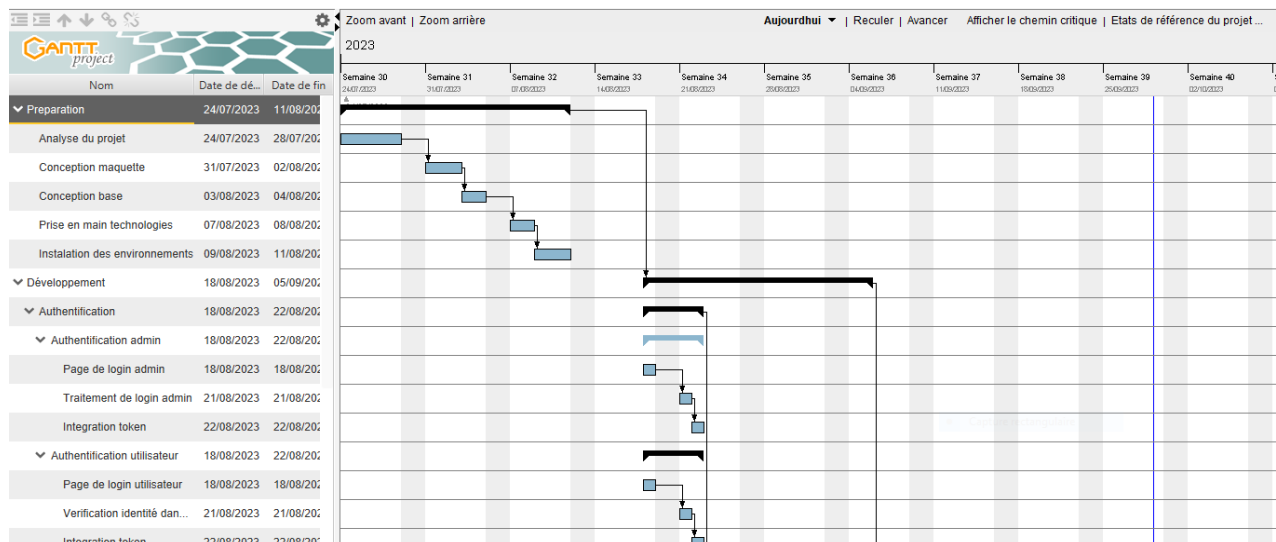 Zoom avant | Zoom arrière
Aujourdhui | Reculer | Avancer Afficher le chemin critique | Etats de référence du projet ...
GANTT
project
2023
Nom Date de dé... Date de fin
Semaine 30 Semaine 31 Semaine 32 Semaine 33 Semaine 34 Semaine 35 Semaine 36 Semaine 37 Semaine 38 Semaine 39 Semaine 40
24/07/2023 31/07/2023 07/08/2023 14/08/2023 21/08/2023 28/08/2023 04/09/2023 11/09/2023 18/09/2023 25/09/2023 02/10/2023
Preparation 24/07/2023 11/08/202
Analyse du projet 24/07/2023 28/07/202
Conception maquette 31/07/2023 02/08/202
Conception base 03/08/2023 04/08/202
Prise en main technologies 07/08/2023 08/08/202
Instalation des environnements 09/08/2023 11/08/202
Développement 18/08/2023 05/09/202
Authentification 18/08/2023 22/08/202
Authentification admin 18/08/2023 22/08/202
Page de login admin 18/08/2023 18/08/202
Traitement de login admin 21/08/2023 21/08/202
Integration token 22/08/2023 22/08/202
Authentification utilisateur 18/08/2023 22/08/202
Page de login utilisateur 18/08/2023 18/08/202
Verification identité dan... 21/08/2023 21/08/202
Integration token 22/08/2023 22/08/202